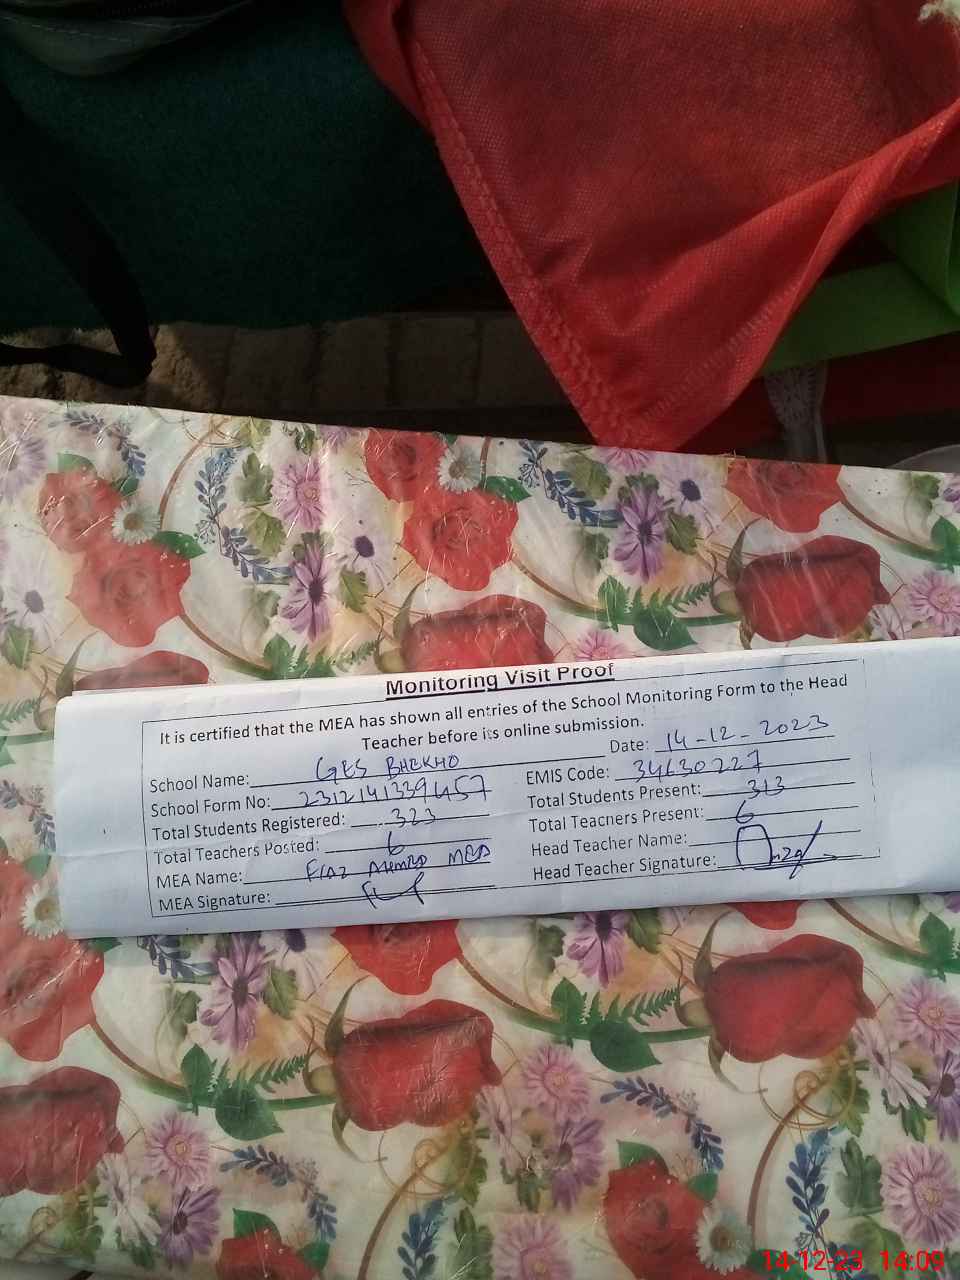 Monitoring Visit Proof
It is certified that the MEA has shown all entries of the School Monitoring Form to the Head
Teacher before its online submission.
Date: 14-12-2023
School Name: GES BHEKHO
EMIS Code: 34630227
School Form No: 2312141339457
Total Students Present: 313
Total Students Registered: 323
Total Teachers Present: 6
Total Teachers Posted: 6
Head Teacher Name:
MEA Name: FIAZ AHMED MEA
Head Teacher Signature:
MEA Signature:
14-12-23 14:09